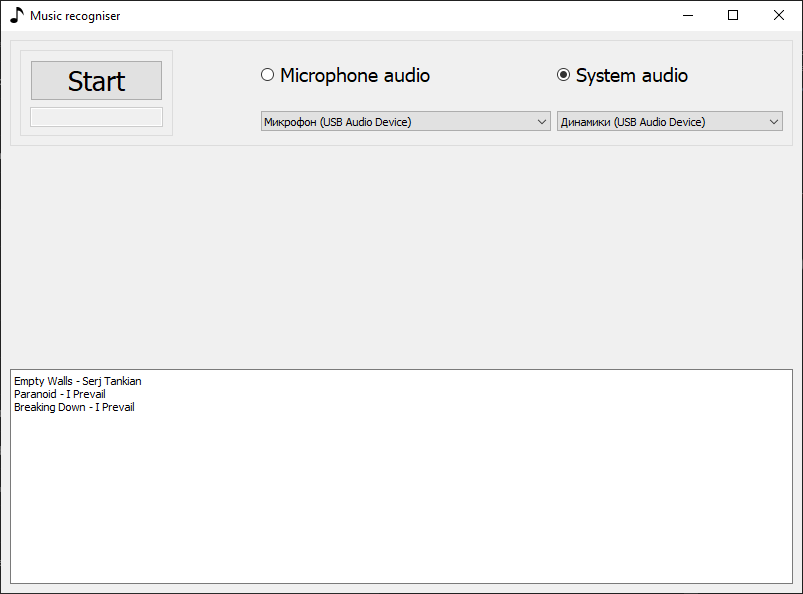 Music recogniser
Start
Microphone audio
System audio
Микрофон (USB Audio Device)
Динамики (USB Audio Device)
Empty Walls - Serj Tankian
Paranoid - I Prevail
Breaking Down - I Prevail